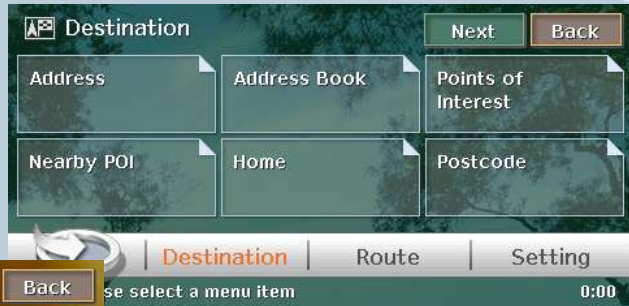 Destination
Next Back
Address Address Book Points of
Interest
Nearby POI Home Postcode
Destination Route Setting
Back se select a menu item 0:00